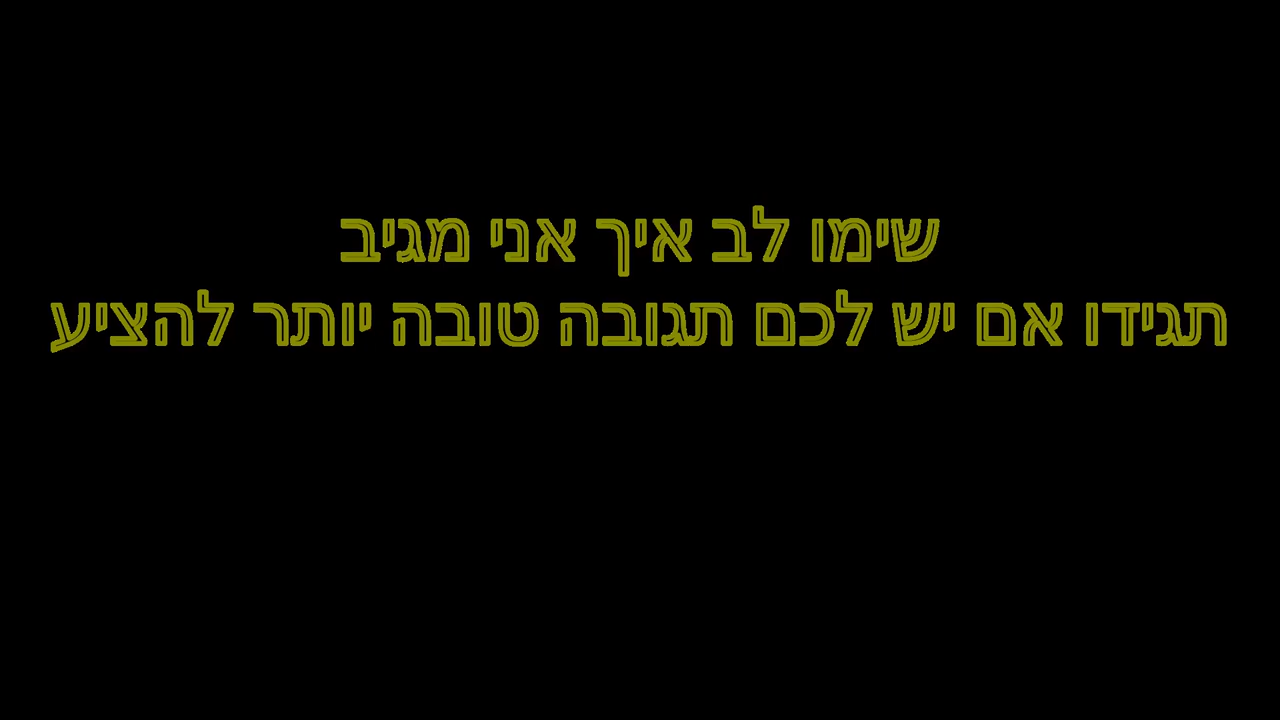 שימו לב איך אני מגיב
תגידו אם יש לכם תגובה טובה יותר להציע